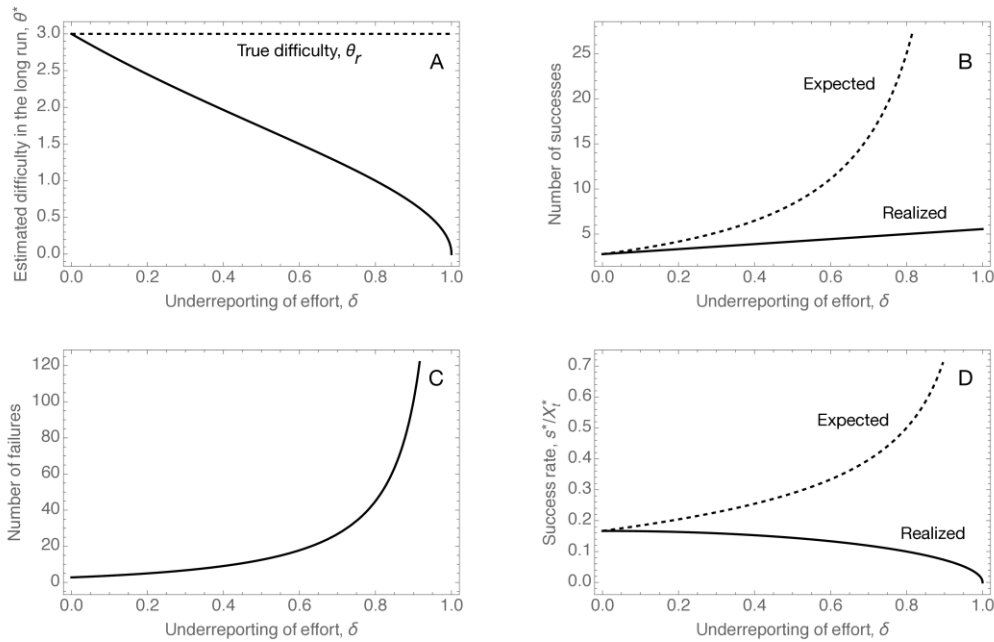 Estimated difficulty in the long run, θ*
3.0
2.5
2.0
1.5
1.0
0.5
0.0
True difficulty, θr
A
0.0 0.2 0.4 0.6 0.8 1.0
Underreporting of effort, δ
Number of successes
25
20
15
10
5
Expected
B
Realized
0.0 0.2 0.4 0.6 0.8 1.0
Underreporting of effort, δ
Number of failures
120
100
80
60
40
20
0
C
0.0 0.2 0.4 0.6 0.8 1.0
Underreporting of effort, δ
Success rate, s*/Xt*
0.7
0.6
0.5
0.4
0.3
0.2
0.1
0.0
D
Expected
Realized
0.0 0.2 0.4 0.6 0.8 1.0
Underreporting of effort, δ